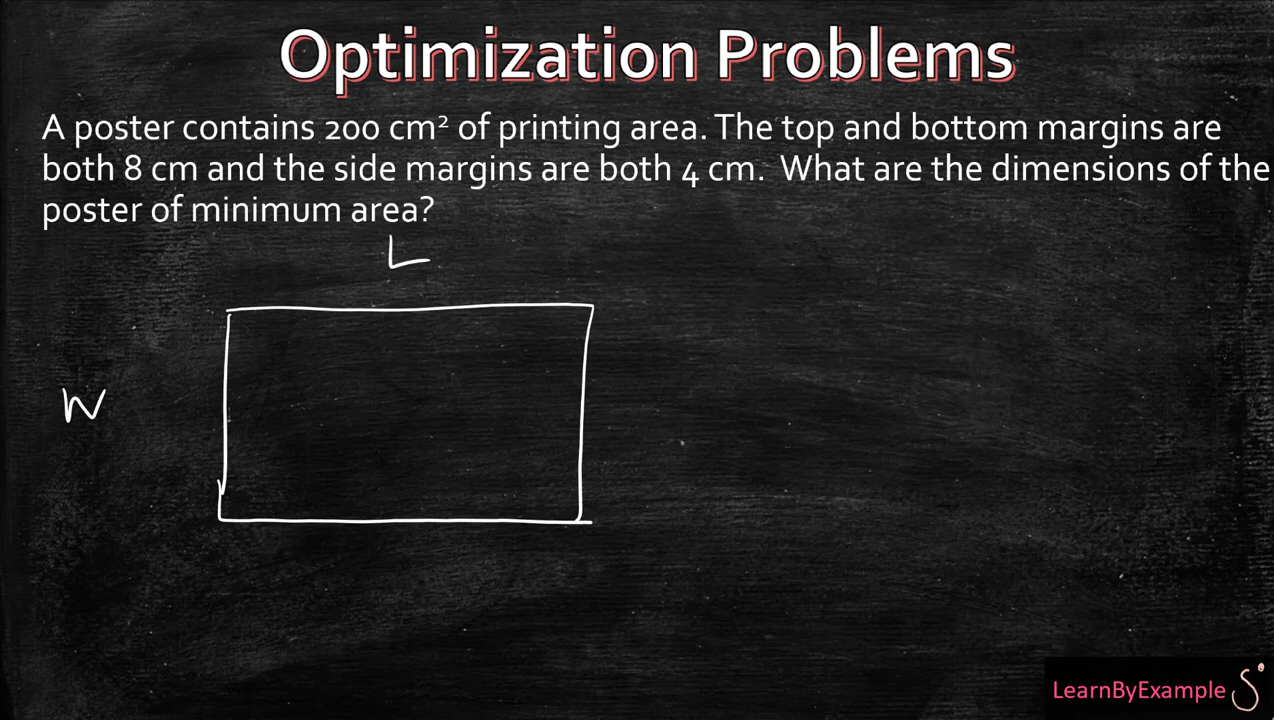 Optimization Problems
A poster contains 200 cm² of printing area. The top and bottom margins are
both 8 cm and the side margins are both 4 cm. What are the dimensions of the
poster of minimum area?
L
W
LearnByExample